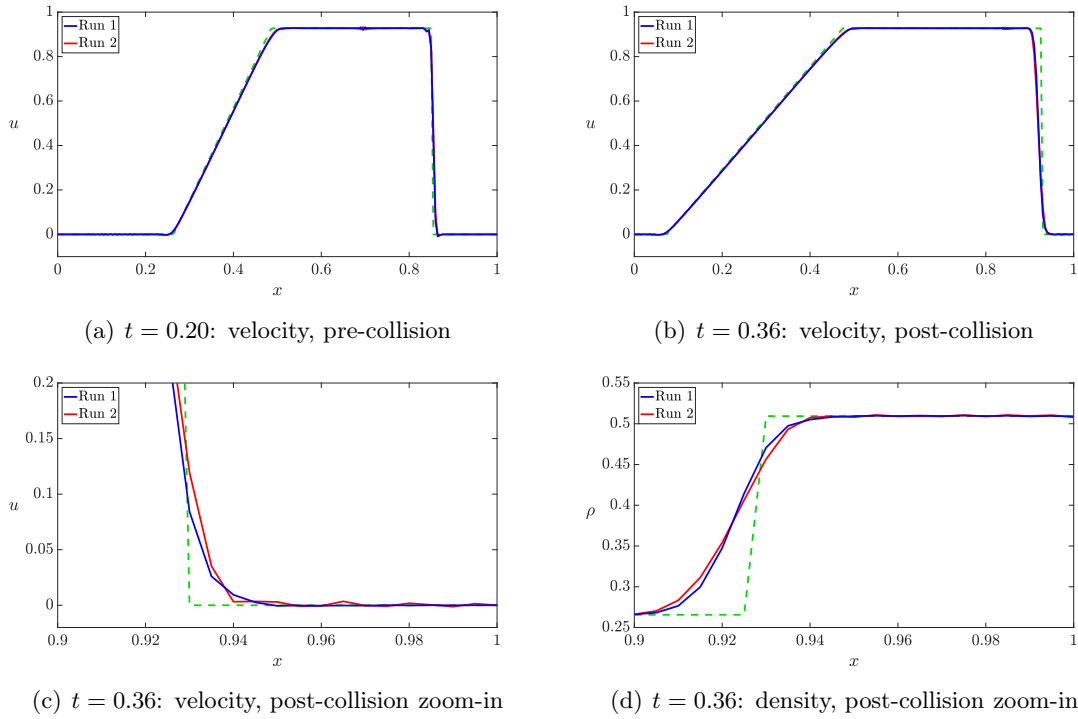 Run 1
Run 2
1
0.8
0.6
0.4
0.2
0
u
0 0.2 0.4 0.6 0.8 1
x
(a) t = 0.20: velocity, pre-collision
Run 1
Run 2
1
0.8
0.6
0.4
0.2
0
u
0 0.2 0.4 0.6 0.8 1
x
(b) t = 0.36: velocity, post-collision
Run 1
Run 2
0.2
0.15
0.1
0.05
0
u
0.9 0.92 0.94 0.96 0.98 1
x
(c) t = 0.36: velocity, post-collision zoom-in
Run 1
Run 2
0.55
0.5
0.45
0.4
0.35
0.3
0.25
ρ
0.9 0.92 0.94 0.96 0.98 1
x
(d) t = 0.36: density, post-collision zoom-in